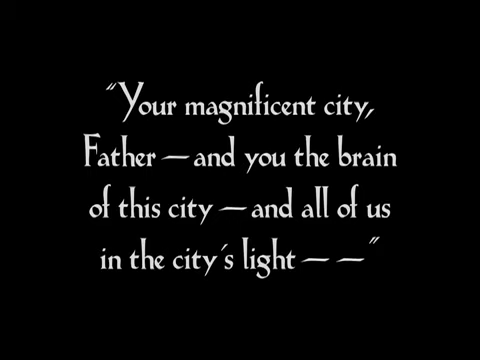 “Your magnificent city,
Father — and you the brain
of this city — and all of us
in the city´s light — —”